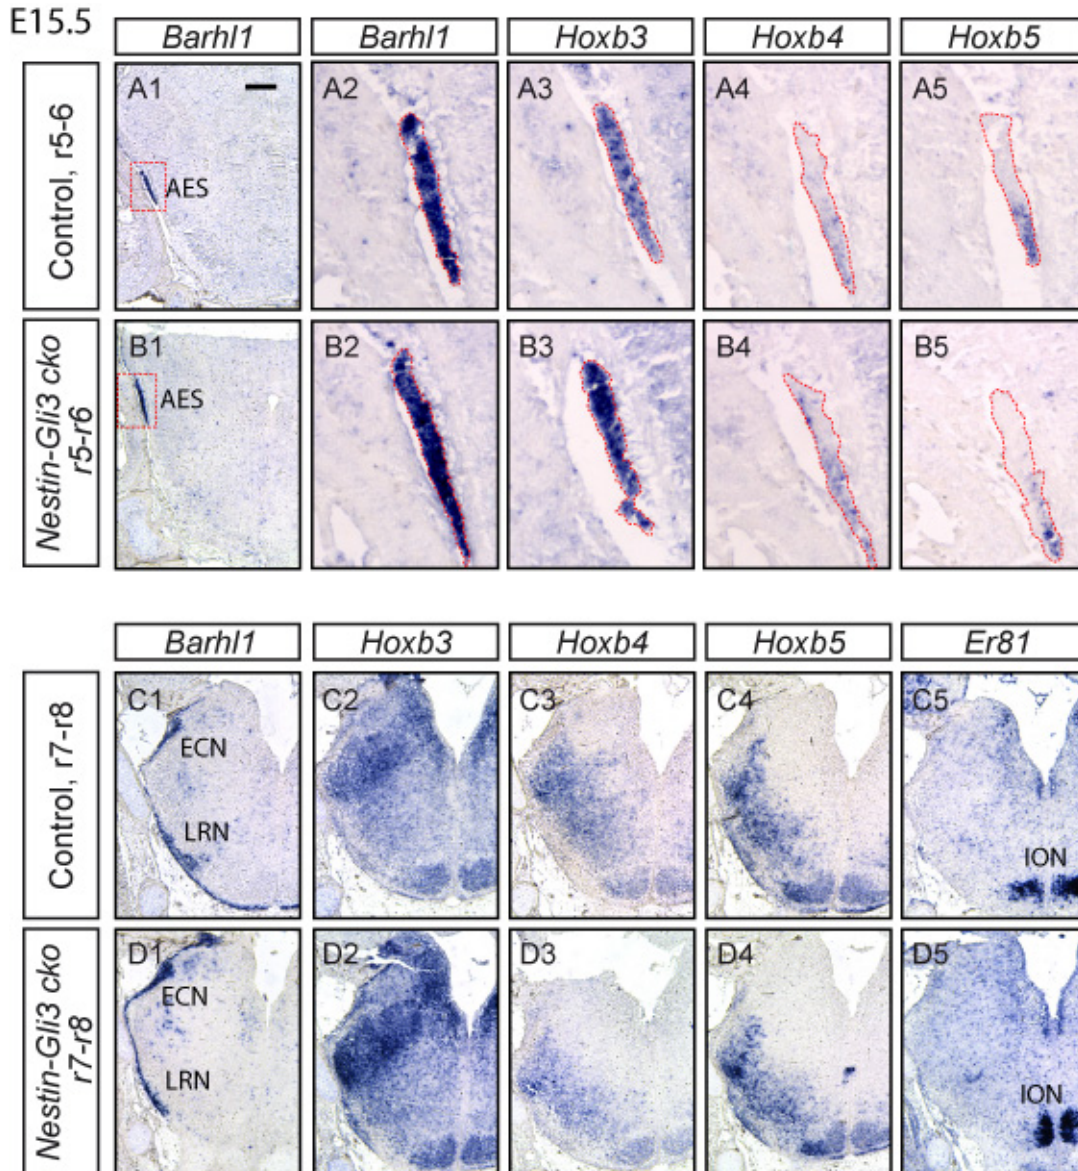 E15.5
Barhl1 Barhl1 Hoxb3 Hoxb4 Hoxb5
Control, r5-6
A1 A2 A3 A4 A5
AES
Nestin-Gli3 cko
r5-r6
B1 B2 B3 B4 B5
AES
Barhl1 Hoxb3 Hoxb4 Hoxb5 Er81
Control, r7-r8
C1 C2 C3 C4 C5
ECN
LRN
ION
Nestin-Gli3 cko
r7-r8
D1 D2 D3 D4 D5
ECN
LRN
ION